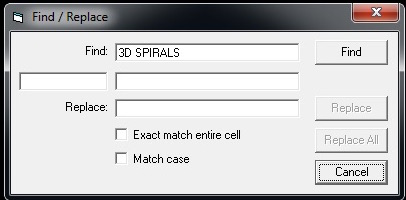 Find / Replace
Find: 3D SPIRALS Find
Replace: Replace
Exact match entire cell Replace All
Match case
Cancel